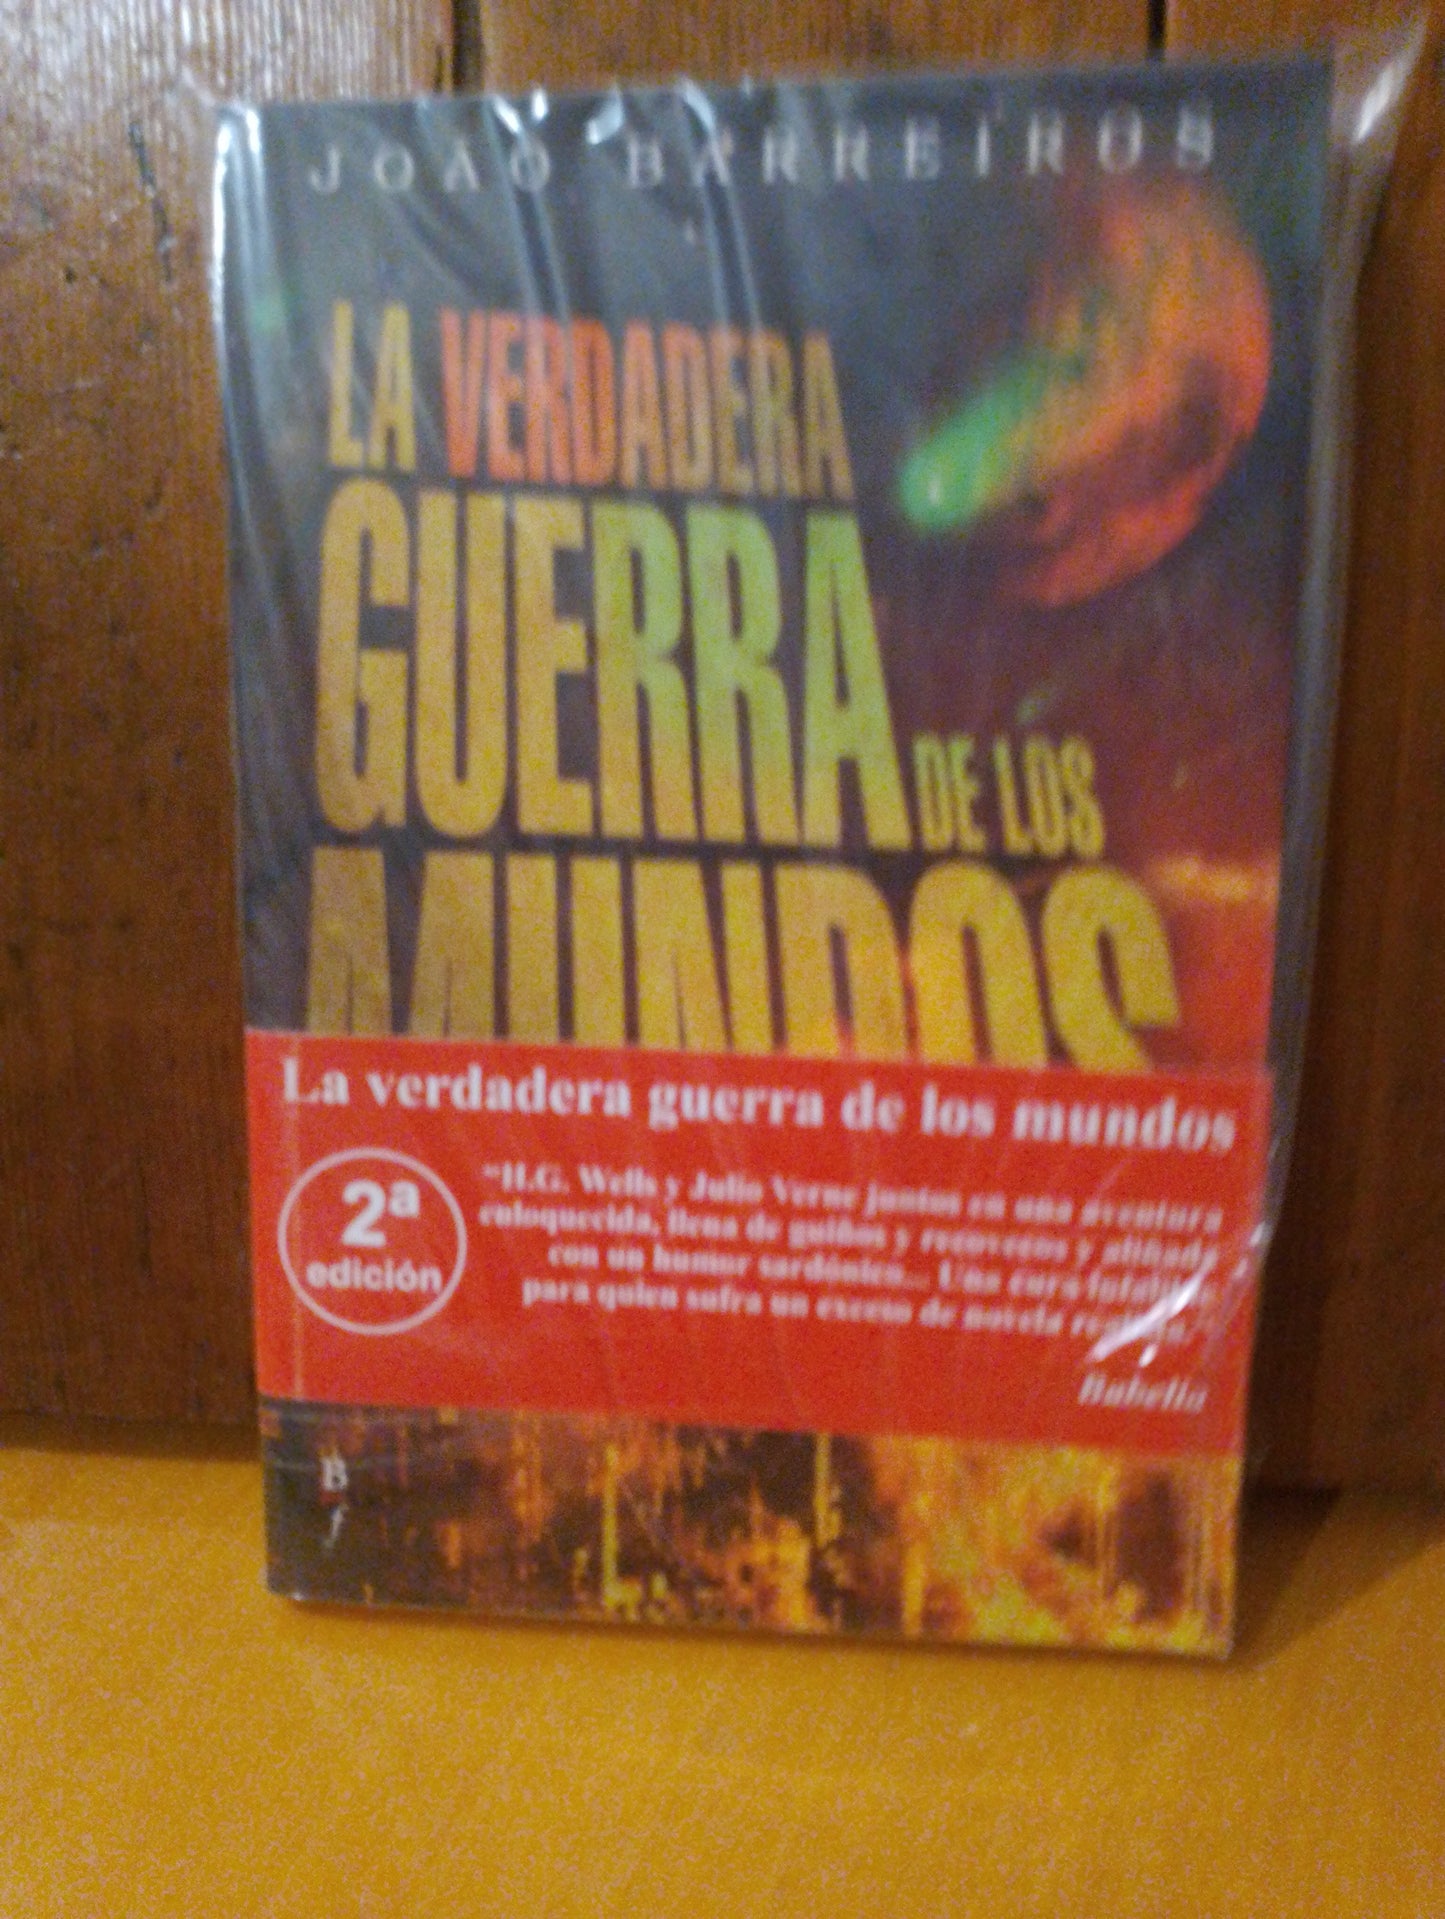 JOÃO BARREIROS
LA VERDADERA
GUERRA DE LOS
MUNDOS
La verdadera guerra de los mundos
2ª
edición
"H.G. Wells y Julio Verne juntos en una aventura
enloquecida, llena de guiños y recovecos y aliñada
con un humor sardónico... Una cura
para quien sufra un exceso de novela
Babelia
B
f